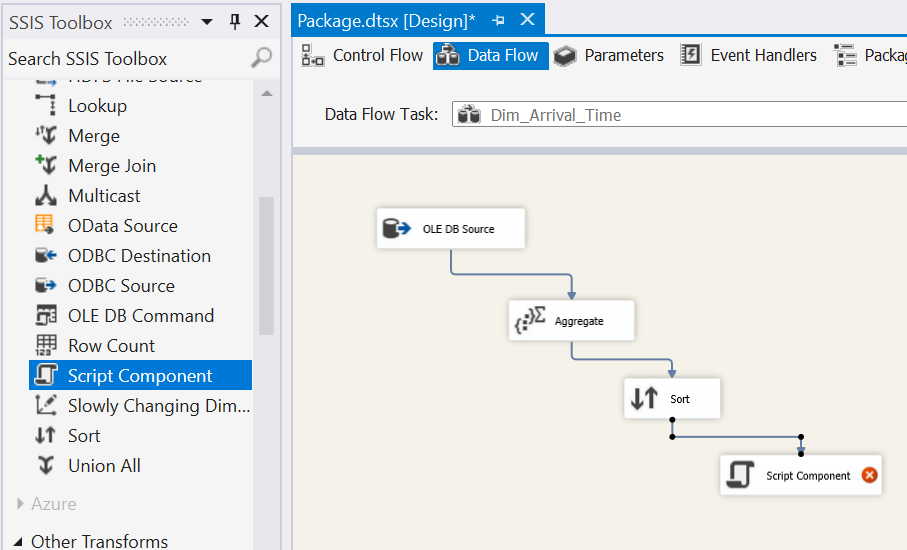 SSIS Toolbox
Search SSIS Toolbox
HDFS File Source
Lookup
Merge
Merge Join
Multicast
OData Source
ODBC Destination
ODBC Source
OLE DB Command
Row Count
Script Component
Slowly Changing Dim...
Sort
Union All
Azure
Other Transforms
Package.dtsx [Design]*
Control Flow
Data Flow
Parameters
Event Handlers
Packag
Data Flow Task:
Dim_Arrival_Time
OLE DB Source
Aggregate
Sort
Script Component